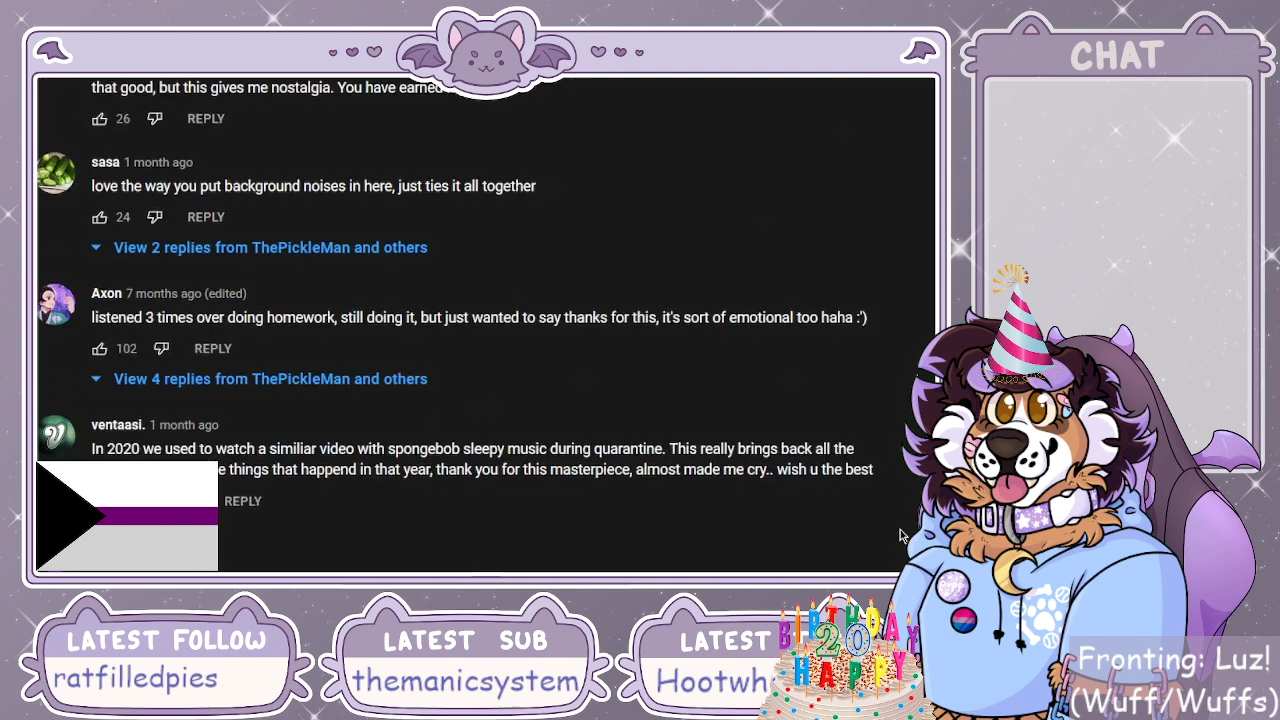 CHAT
that good, but this gives me nostalgia. You have earned
26 REPLY
sasa 1 month ago
love the way you put background noises in here, just ties it all together
24 REPLY
View 2 replies from ThePickleMan and others
Axon 7 months ago (edited)
listened 3 times over doing homework, still doing it, but just wanted to say thanks for this, it's sort of emotional too haha :')
102 REPLY
View 4 replies from ThePickleMan and others
ventaasi. 1 month ago
In 2020 we used to watch a similiar video with spongebob sleepy music during quarantine. This really brings back all the
e things that happend in that year, thank you for this masterpiece, almost made me cry.. wish u the best
REPLY
LATEST FOLLOW
ratfilledpies
LATEST SUB
themanicsystem
LATEST
Hootwh
BIRTHDAY
20
HAPPY
Fronting: Luz!
(Wuff/Wuffs)